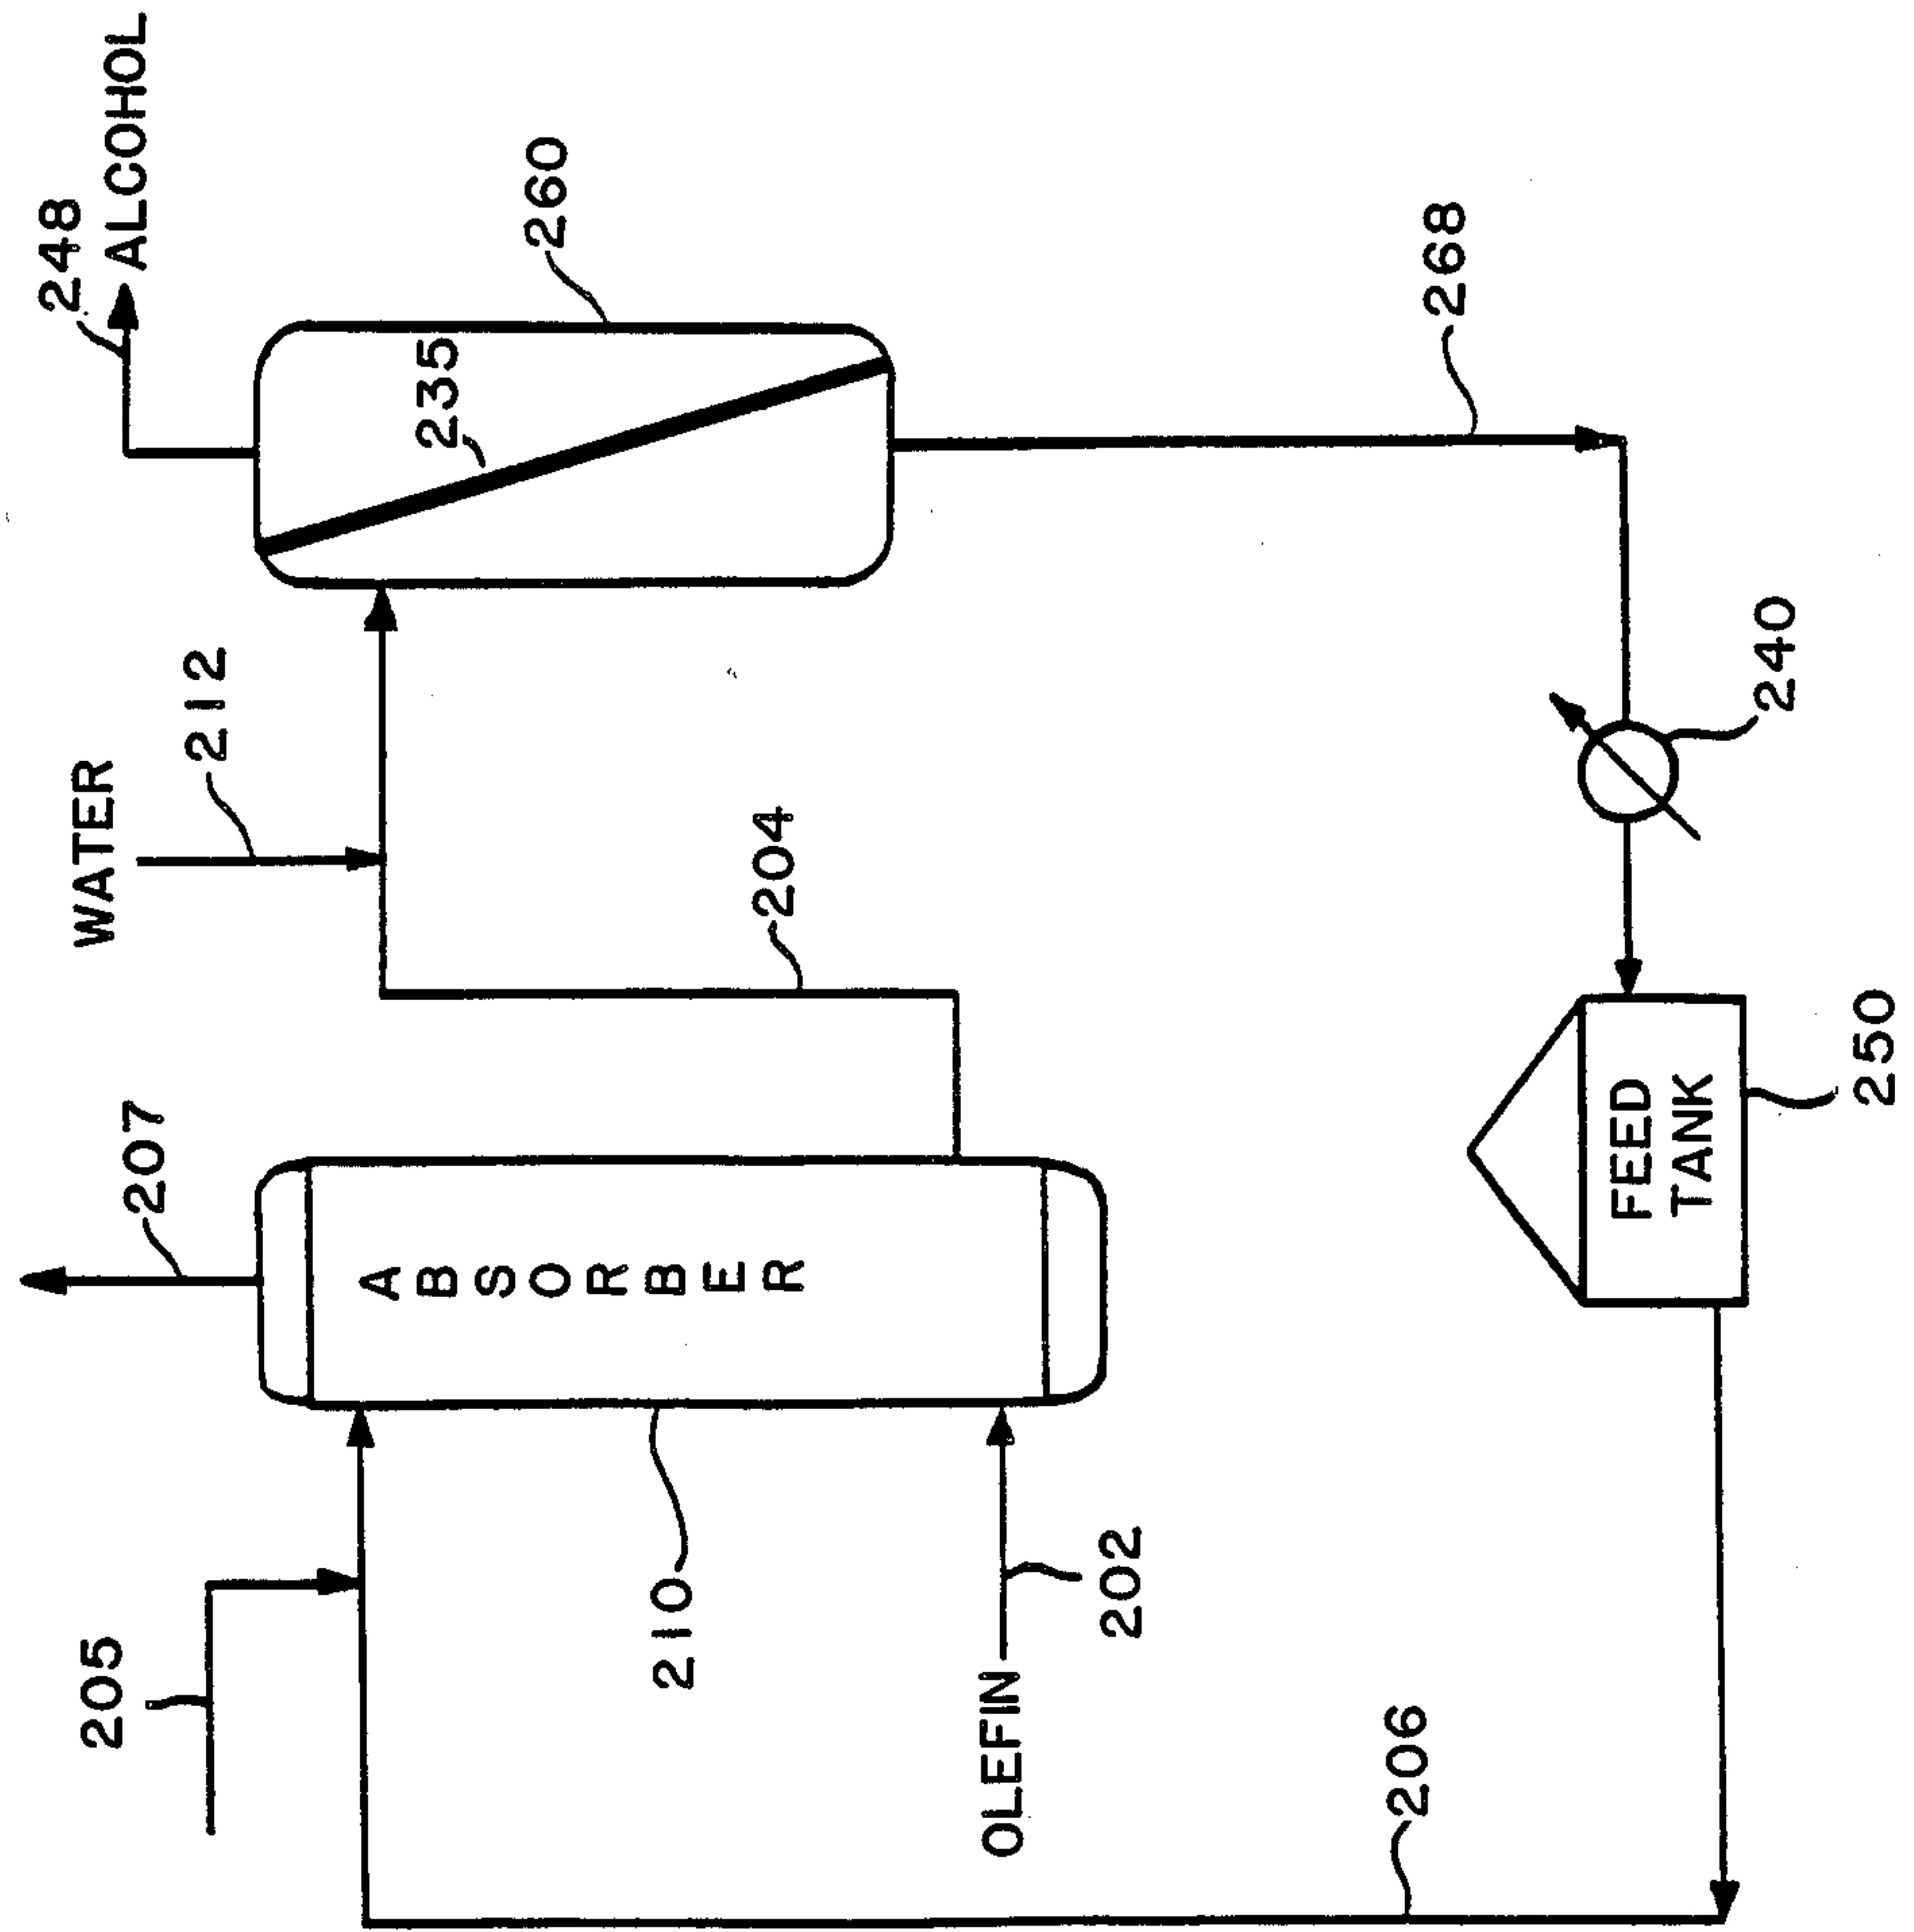 248
ALCOHOL
WATER
205
207
212
235
260
ABSORBER
210
204
OLEFIN
202
206
268
FEED
TANK
240
250